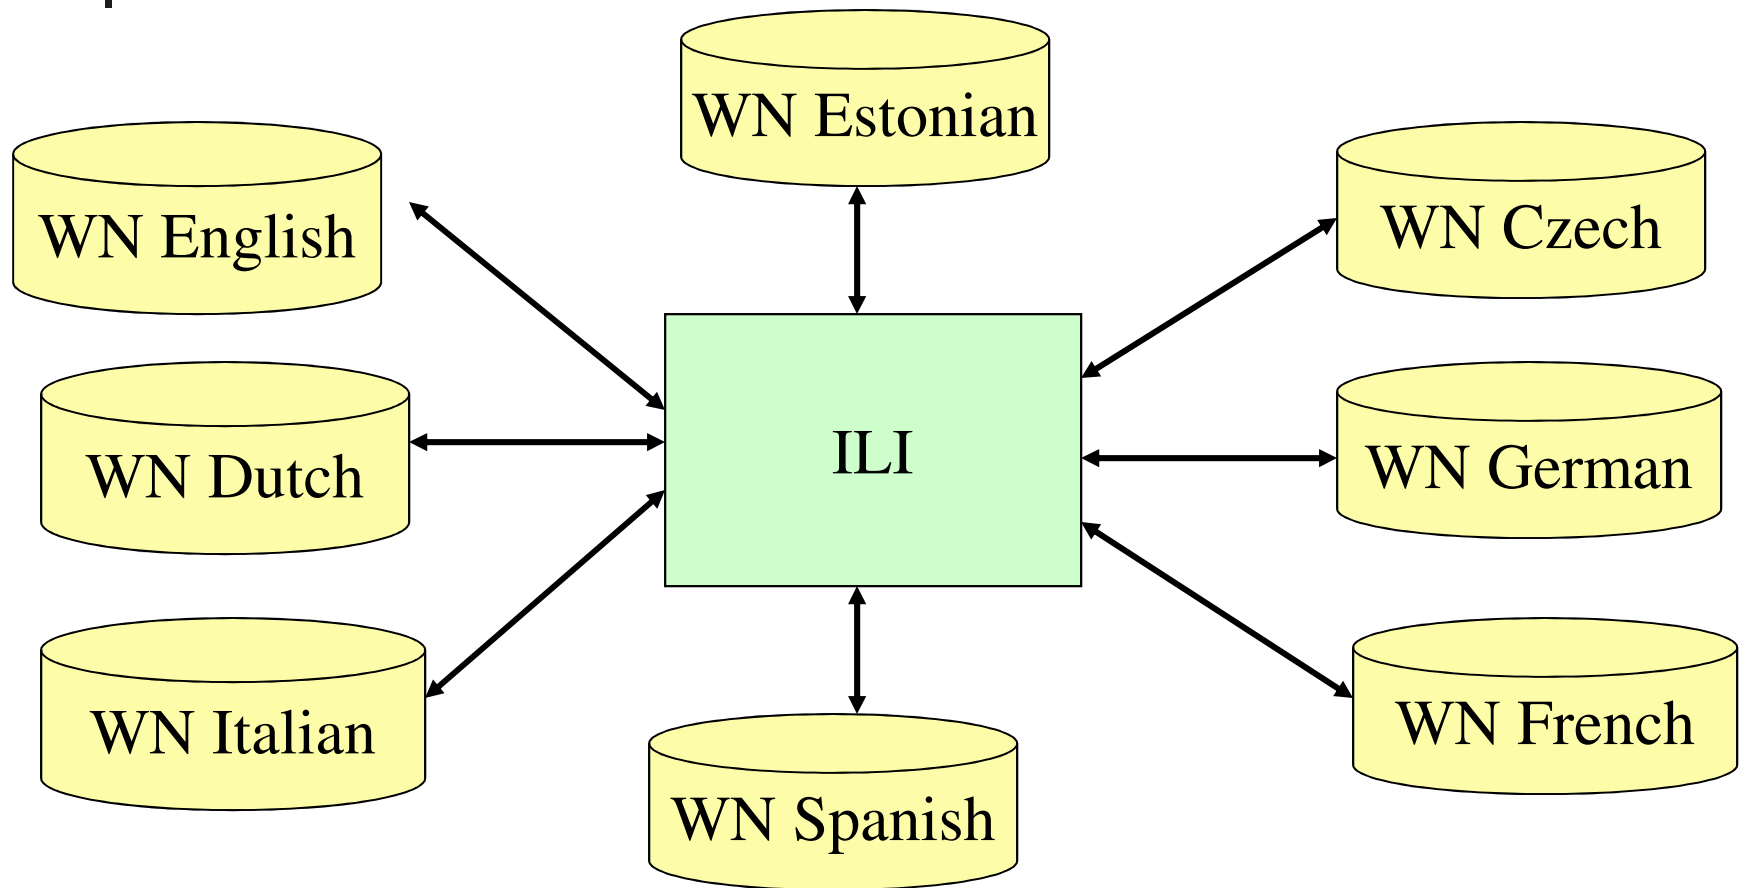 WN Estonian
WN English
WN Czech
ILI
WN Dutch
WN German
WN Italian
WN French
WN Spanish